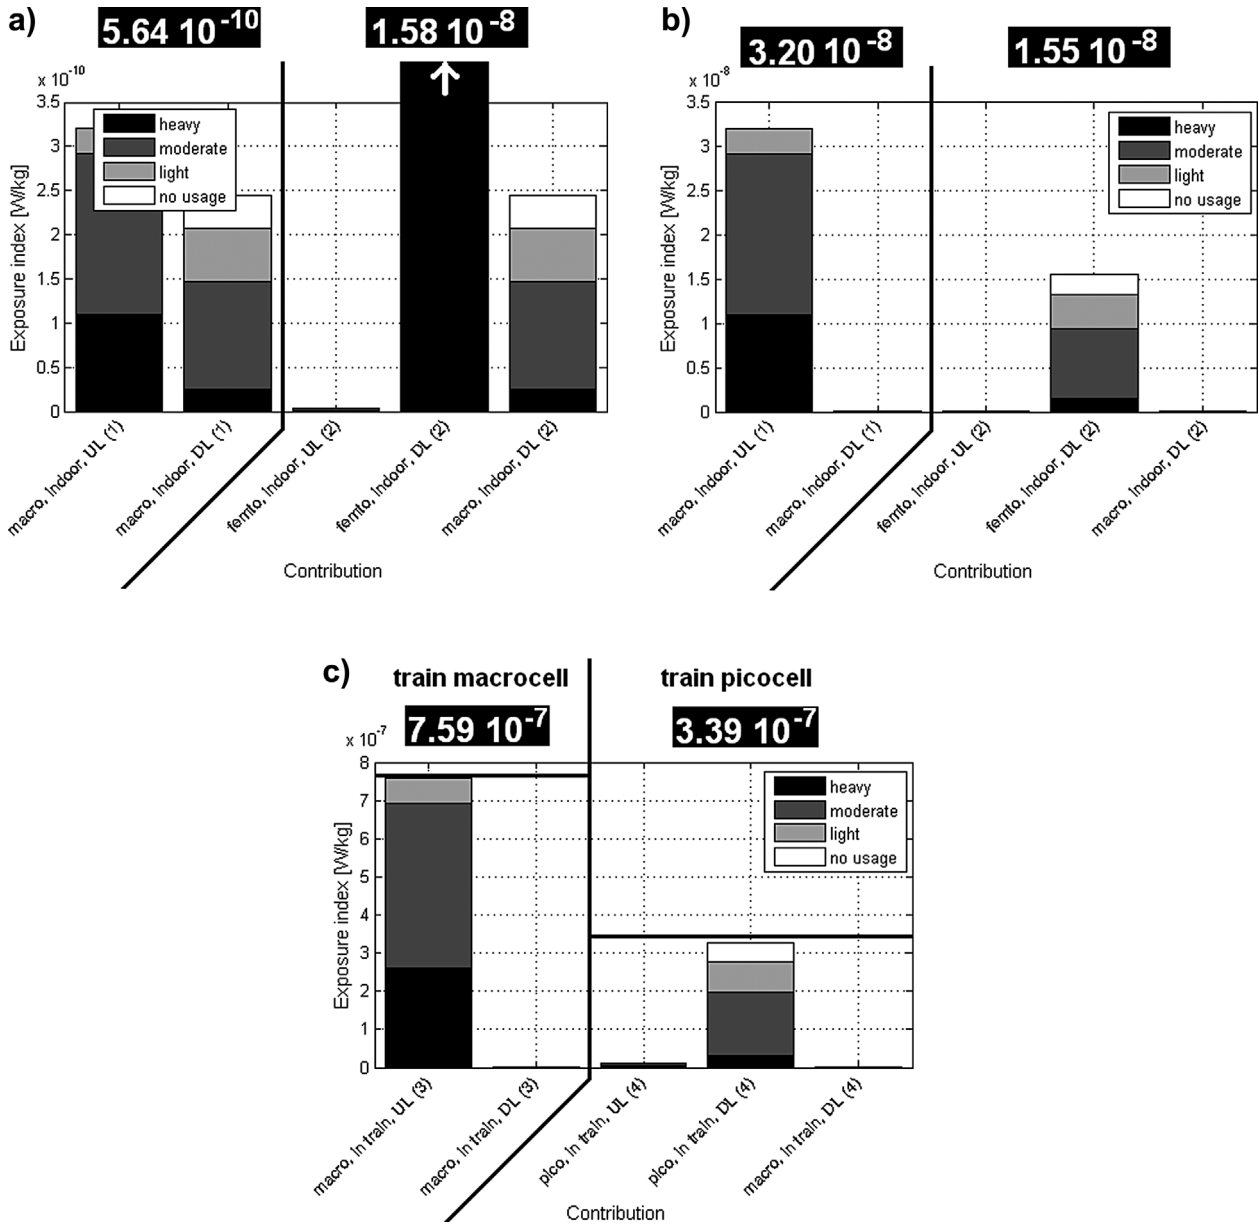 a)
5.64 10^-10
1.58 10^-8
x 10^-10
3.5
3
2.5
2
1.5
1
0.5
0
Exposure index [W/kg]
heavy
moderate
light
no usage
macro, Indoor, UL (1)
macro, Indoor, DL (1)
femto, Indoor, UL (2)
femto, Indoor, DL (2)
macro, Indoor, DL (2)
Contribution
b)
3.20 10^-8
1.55 10^-8
x 10^-8
3.5
3
2.5
2
1.5
1
0.5
0
Exposure index [W/kg]
heavy
moderate
light
no usage
macro, Indoor, UL (1)
macro, Indoor, DL (1)
femto, Indoor, UL (2)
femto, Indoor, DL (2)
macro, Indoor, DL (2)
Contribution
c)
train macrocell
train picocell
7.59 10^-7
3.39 10^-7
x 10^-7
8
7
6
5
4
3
2
1
0
Exposure index [W/kg]
heavy
moderate
light
no usage
macro, In train, UL (3)
macro, In train, DL (3)
pico, In train, UL (4)
pico, In train, DL (4)
macro, In train, DL (4)
Contribution